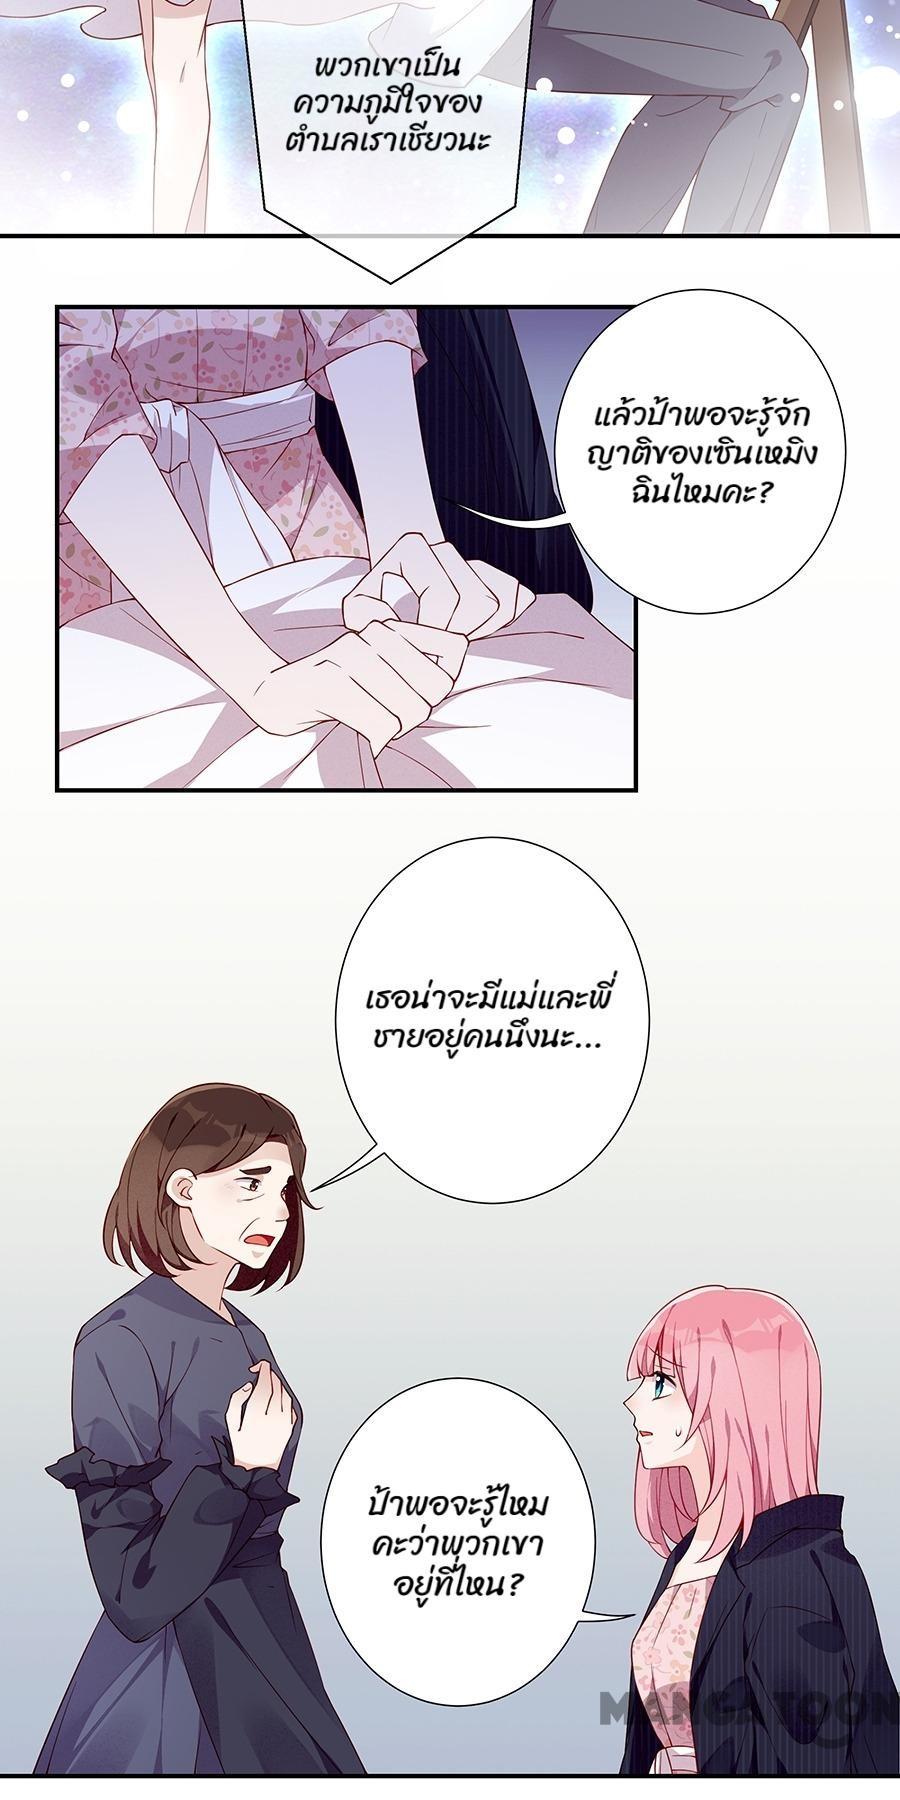 พวกเขาเป็น
ความภูมิใจของ
ตำบลเราเชียวนะ
แล้วป้าพอจะรู้จัก
ญาติของเซินเหมิง
ฉินไหมคะ?
เธอน่าจะมีแม่และพี่
ชายอยู่คนนึงนะ...
ป้าพอจะรู้ไหม
คะว่าพวกเขา
อยู่ที่ไหน?
MANGATOON